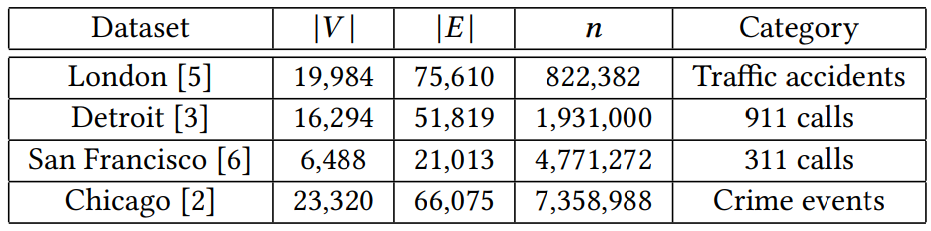 Dataset |V| |E| n Category
London [5] 19,984 75,610 822,382 Traffic accidents
Detroit [3] 16,294 51,819 1,931,000 911 calls
San Francisco [6] 6,488 21,013 4,771,272 311 calls
Chicago [2] 23,320 66,075 7,358,988 Crime events